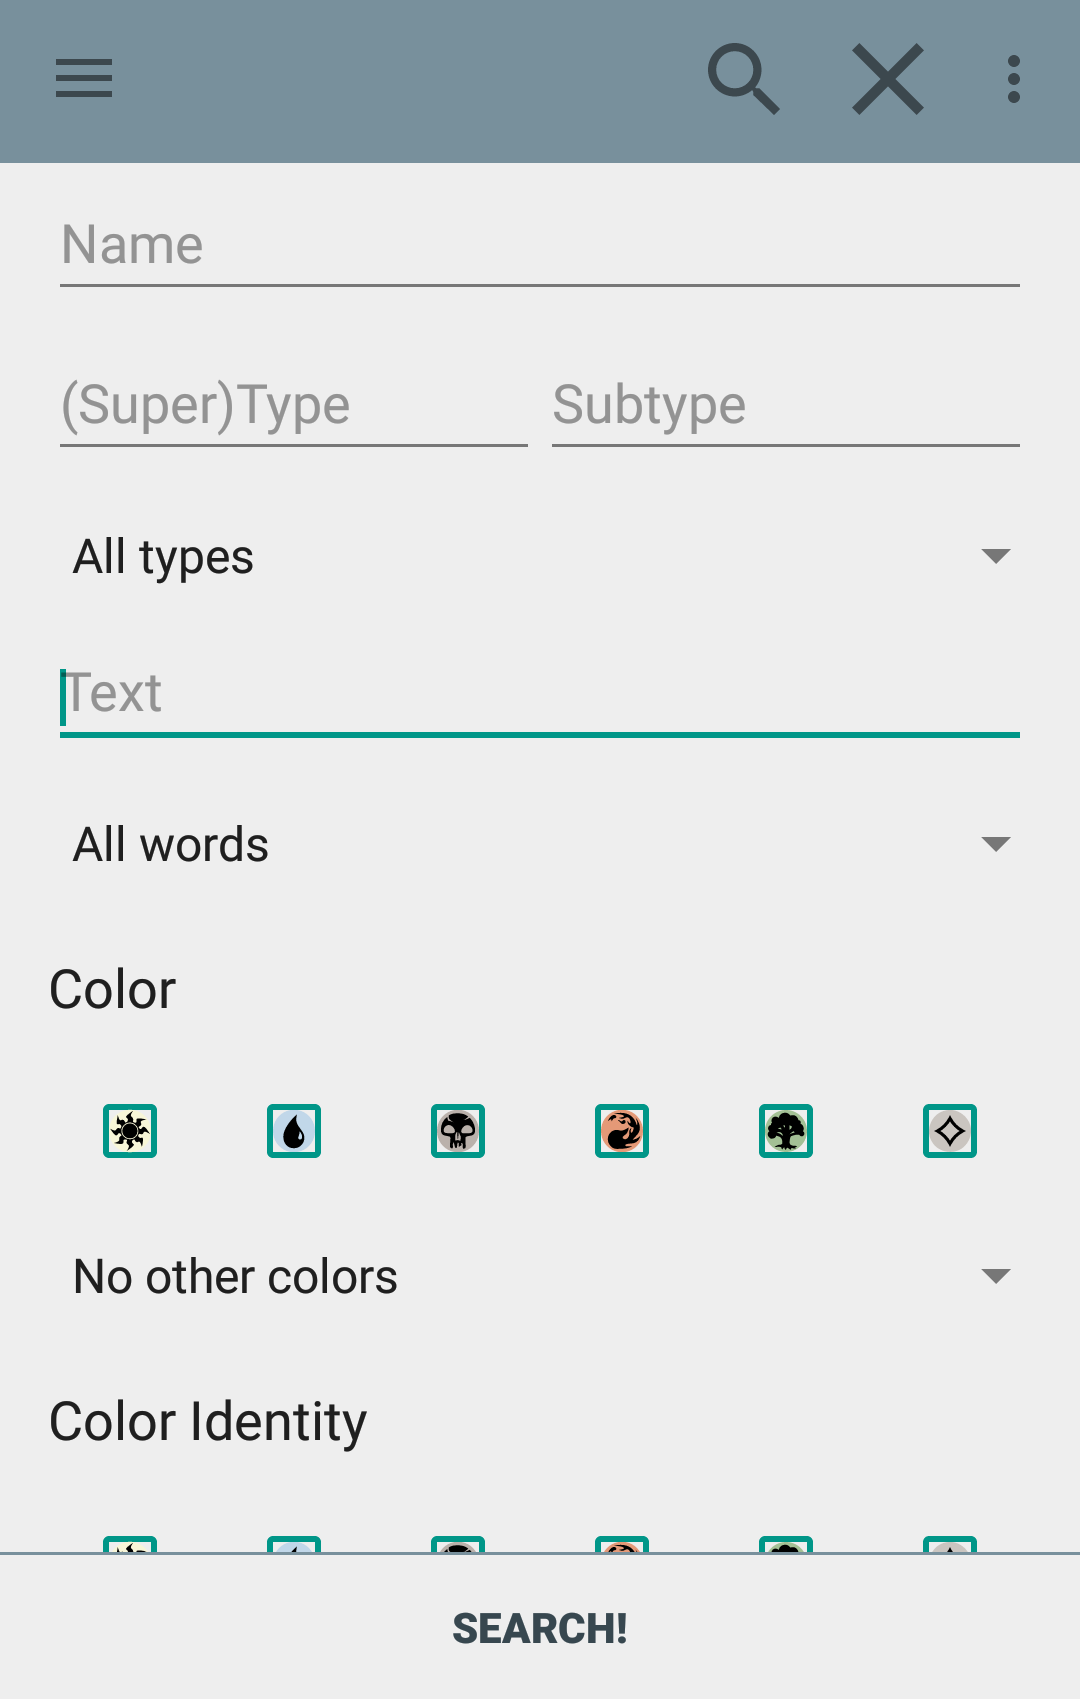 Name
(Super)Type Subtype
All types
Text
All words
Color
No other colors
Color Identity
SEARCH!